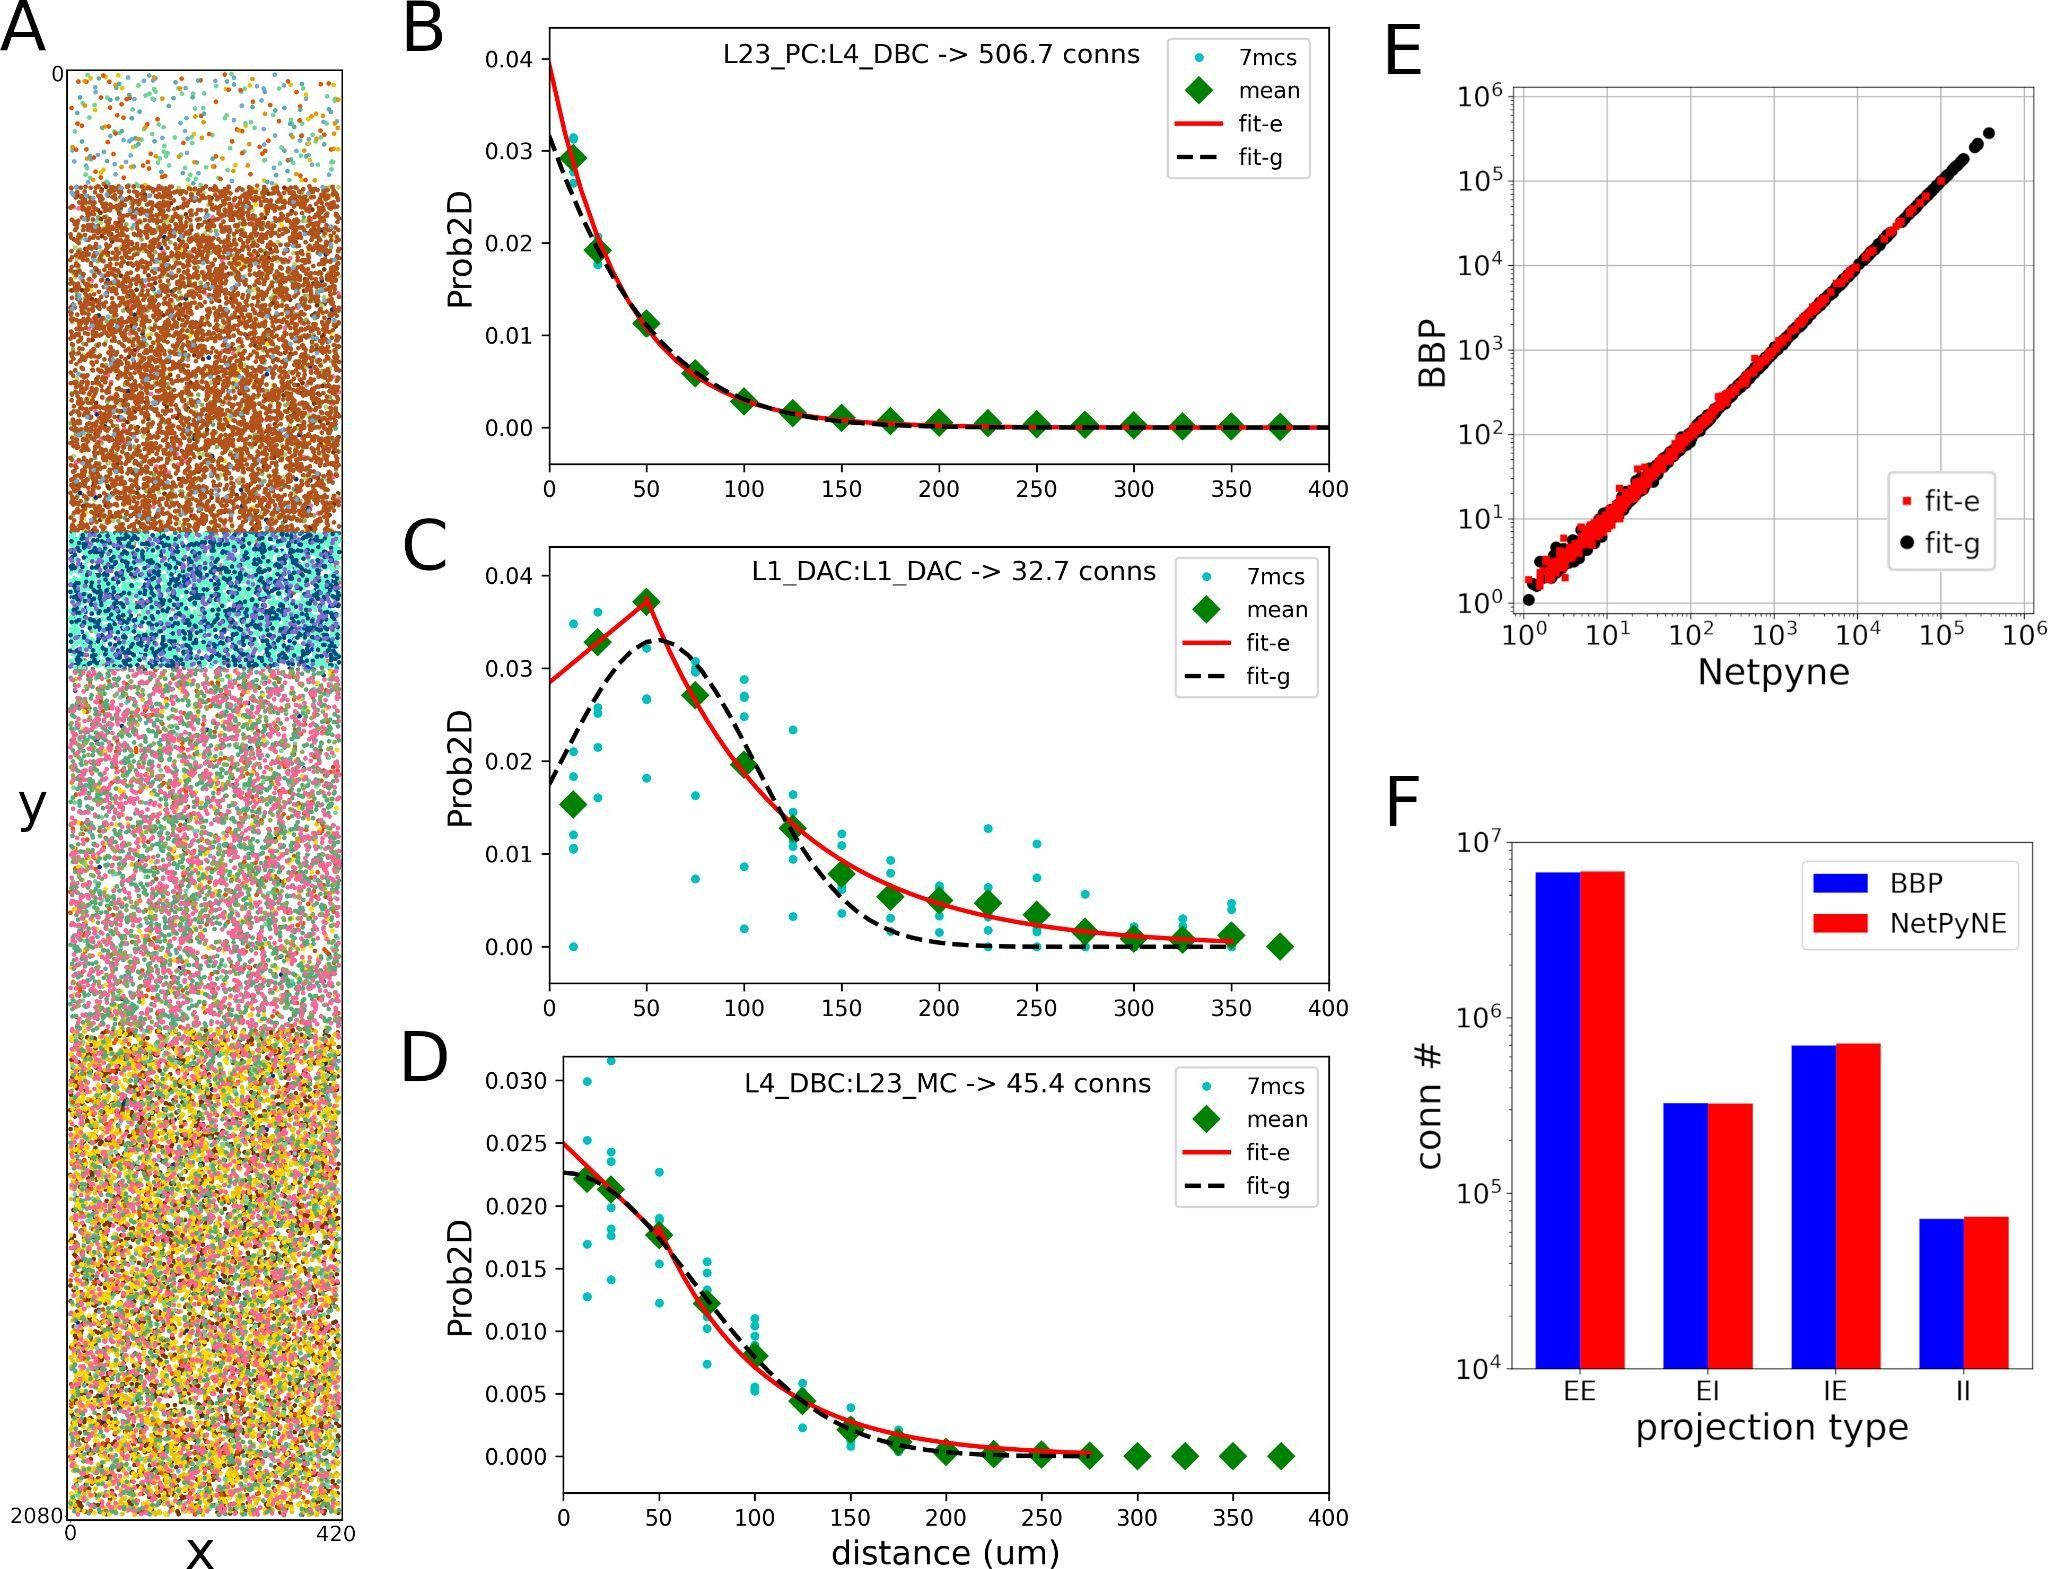 A
0
y
2080
0 420
x
B
L23_PC:L4_DBC -> 506.7 conns
7mcs
mean
fit-e
fit-g
Prob2D
0.04
0.03
0.02
0.01
0.00
0 50 100 150 200 250 300 350 400
C
L1_DAC:L1_DAC -> 32.7 conns
7mcs
mean
fit-e
fit-g
Prob2D
0.04
0.03
0.02
0.01
0.00
0 50 100 150 200 250 300 350 400
D
L4_DBC:L23_MC -> 45.4 conns
7mcs
mean
fit-e
fit-g
Prob2D
0.030
0.025
0.020
0.015
0.010
0.005
0.000
0 50 100 150 200 250 300 350 400
distance (um)
E
BBP
10⁶
10⁵
10⁴
10³
10²
10¹
10⁰
fit-e
fit-g
10⁰ 10¹ 10² 10³ 10⁴ 10⁵ 10⁶
Netpyne
F
conn #
10⁷
10⁶
10⁵
10⁴
BBP
NetPyNE
EE EI IE II
projection type